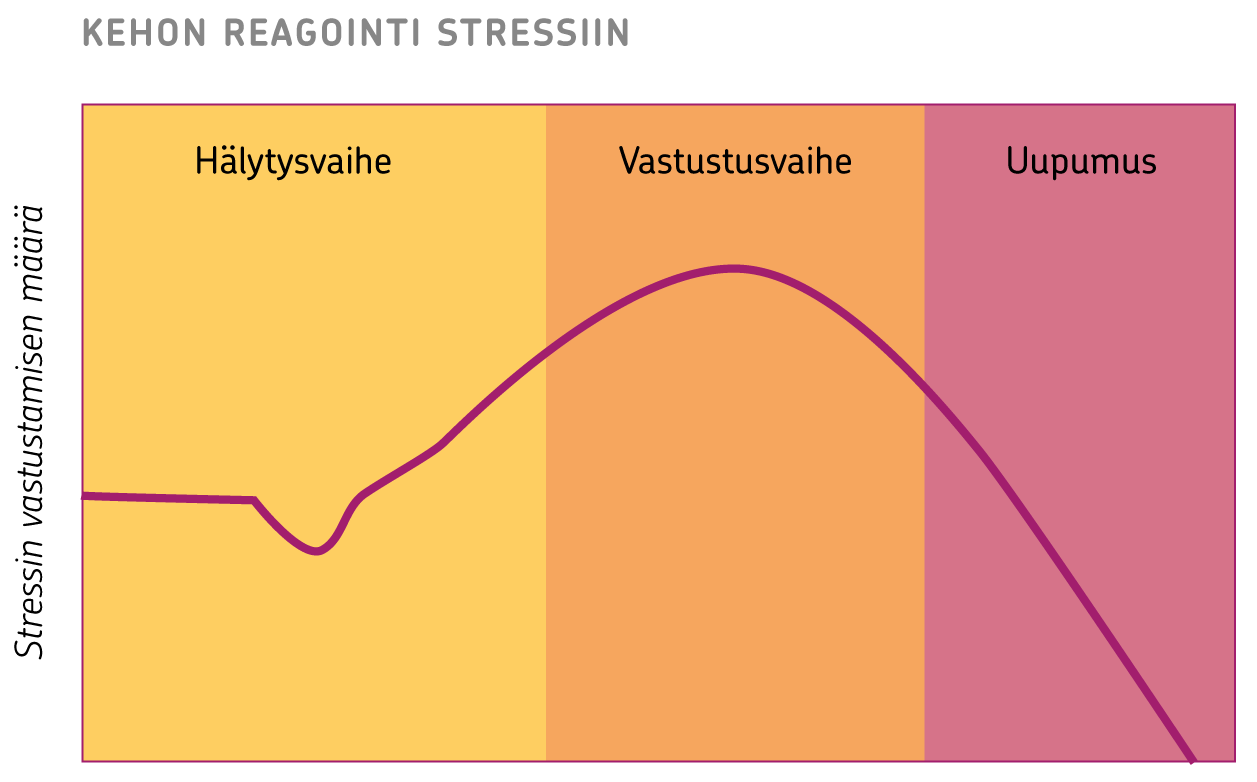 KEHON REAGOINTI STRESSIIN
Hälytysvaihe
Vastustusvaihe
Uupumus
Stressin vastustamisen määrä